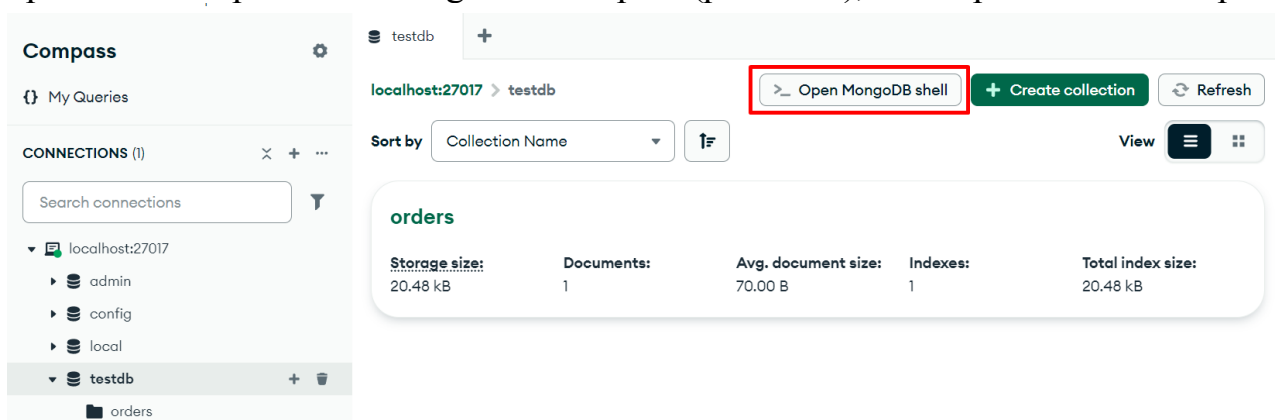 Compass
{} My Queries
CONNECTIONS (1)
Search connections
localhost:27017
admin
config
local
testdb
orders
testdb
localhost:27017 > testdb
>_ Open MongoDB shell
+ Create collection
Refresh
Sort by
Collection Name
View
orders
Storage size:
Documents:
Avg. document size:
Indexes:
Total index size:
20.48 kB
1
70.00 B
1
20.48 kB